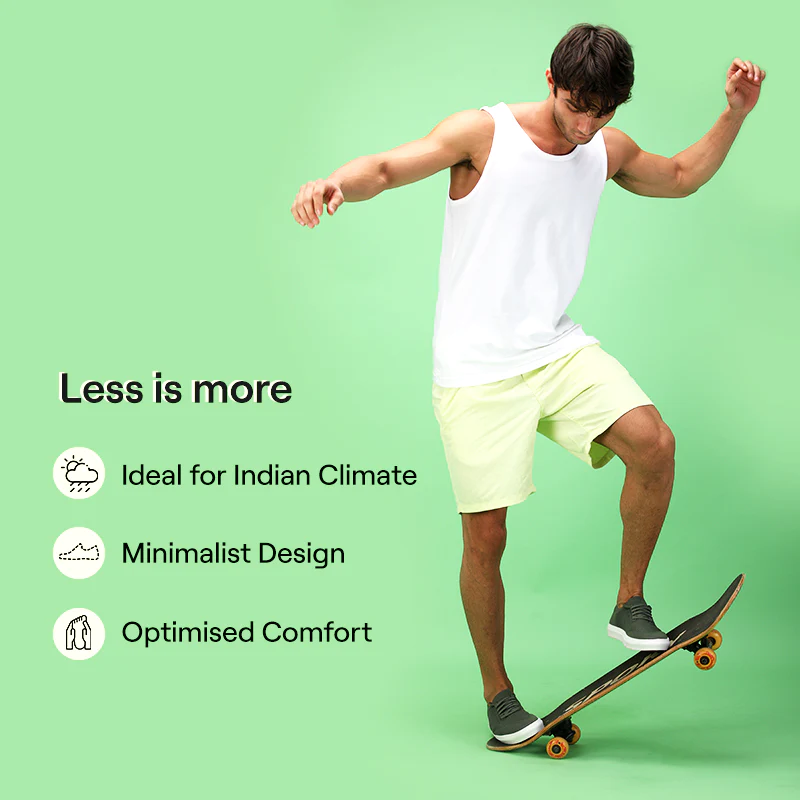 Less is more
Ideal for Indian Climate
Minimalist Design
Optimised Comfort